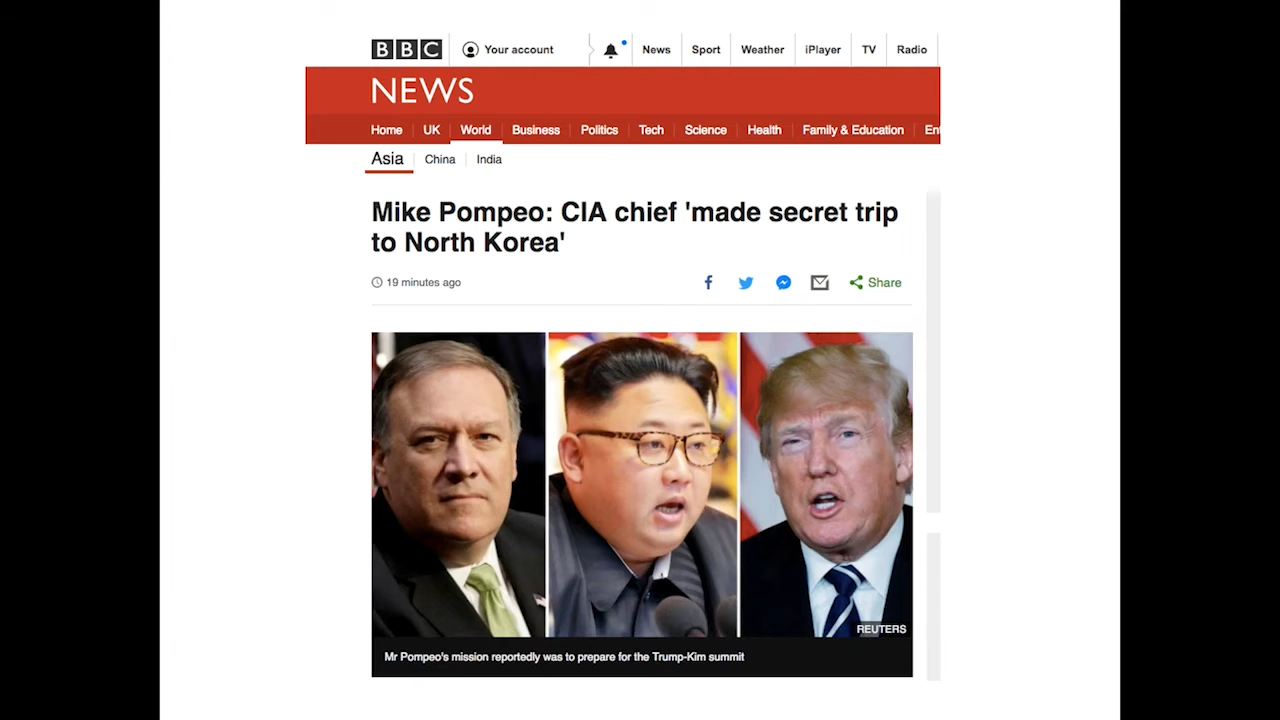 BBC Your account News Sport Weather iPlayer TV Radio
NEWS
Home UK World Business Politics Tech Science Health Family & Education En
Asia China India
Mike Pompeo: CIA chief 'made secret trip
to North Korea'
19 minutes ago Share
REUTERS
Mr Pompeo's mission reportedly was to prepare for the Trump-Kim summit